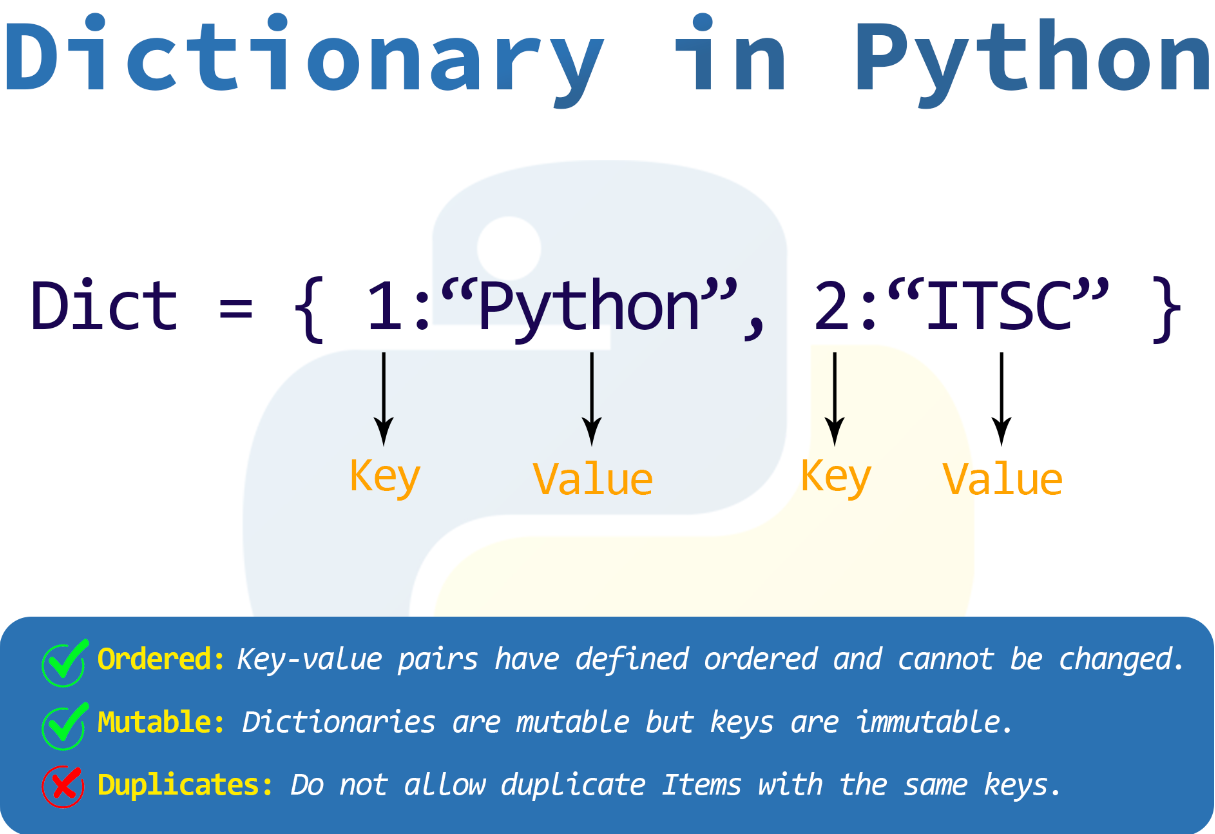 Dictionary in Python
Dict = { 1:“Python”, 2:“ITSC” }
Key Value Key Value
Ordered: Key-value pairs have defined ordered and cannot be changed.
Mutable: Dictionaries are mutable but keys are immutable.
Duplicates: Do not allow duplicate Items with the same keys.